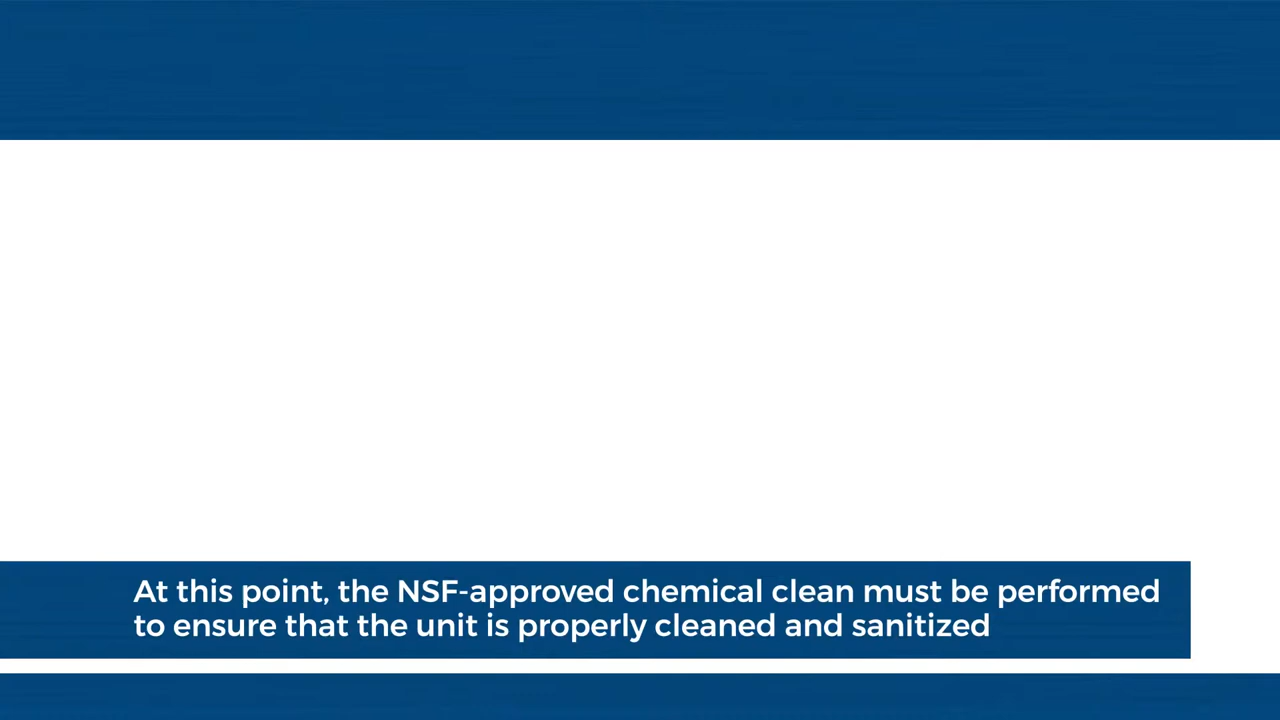 At this point, the NSF-approved chemical clean must be performed
to ensure that the unit is properly cleaned and sanitized